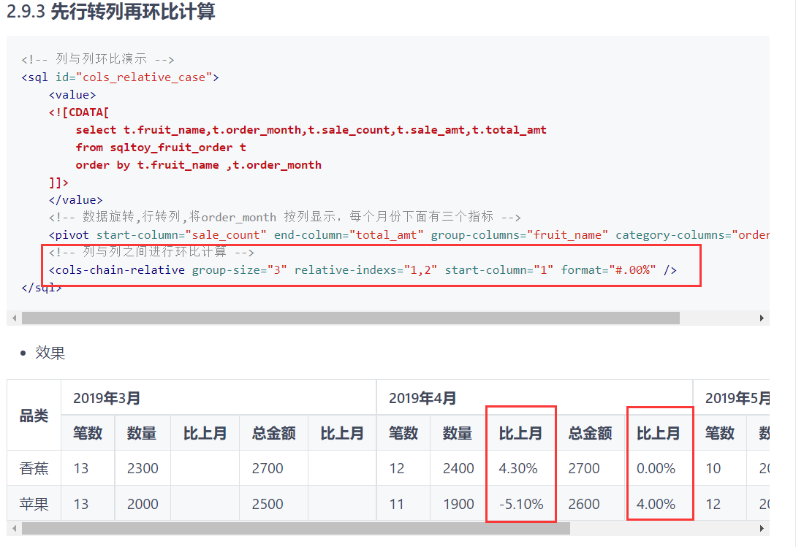 2.9.3 先行转列再环比计算
<!-- 列与列环比演示 -->
<sql id="cols_relative_case">
<value>
<![CDATA[
select t.fruit_name,t.order_month,t.sale_count,t.sale_amt,t.total_amt
from sqltoy_fruit_order t
order by t.fruit_name ,t.order_month
]]>
</value>
<!-- 数据旋转,行转列,将order_month 按列显示，每个月份下面有三个指标 -->
<pivot start-column="sale_count" end-column="total_amt" group-columns="fruit_name" category-columns="order
<!-- 列与列之间进行环比计算 -->
<cols-chain-relative group-size="3" relative-indexs="1,2" start-column="1" format="#.00%" />
</sql>
• 效果
品类 2019年3月 2019年4月 2019年5月
笔数 数量 比上月 总金额 比上月 笔数 数量 比上月 总金额 比上月 笔数 数
香蕉 13 2300 2700 12 2400 4.30% 2700 0.00% 10 20
苹果 13 2000 2500 11 1900 -5.10% 2600 4.00% 12 20